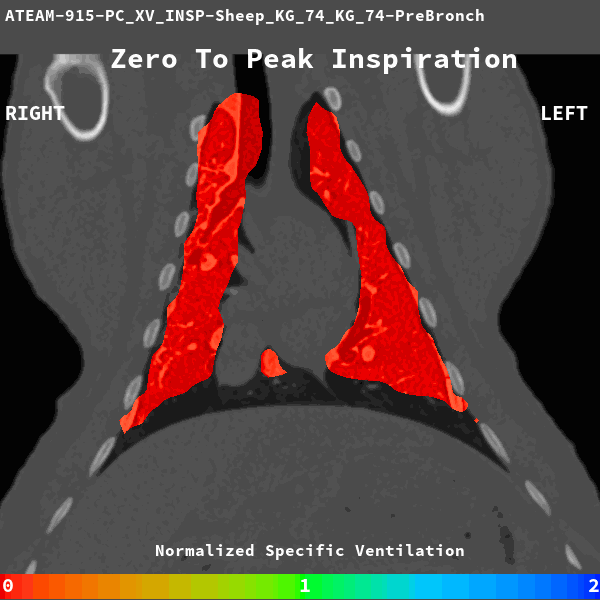 ATEAM-915-PC_XV_INSP-Sheep_KG_74_KG_74-PreBronch
Zero To Peak Inspiration
RIGHT LEFT
Normalized Specific Ventilation
0 1 2